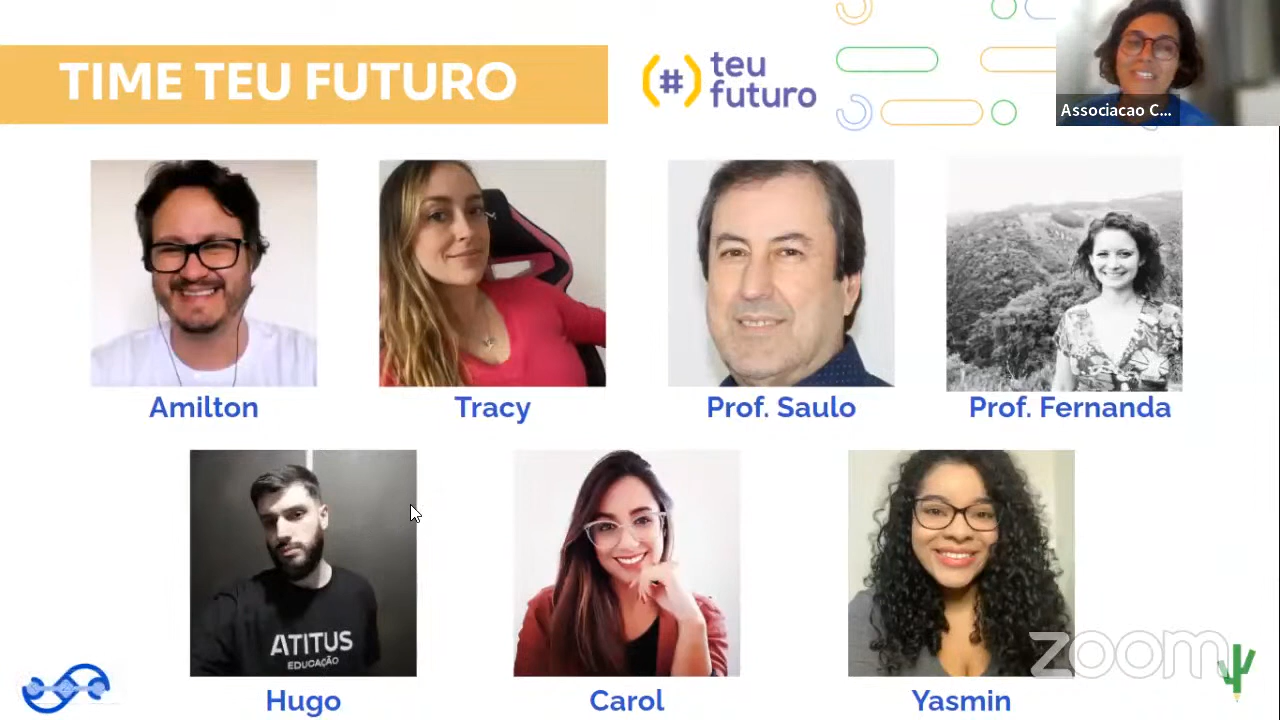 TIME TEU FUTURO
(#) teu
futuro
Associacao C...
Amilton
Tracy
Prof. Saulo
Prof. Fernanda
ATITUS
EDUCAÇÃO
Hugo
Carol
Yasmin
zoom